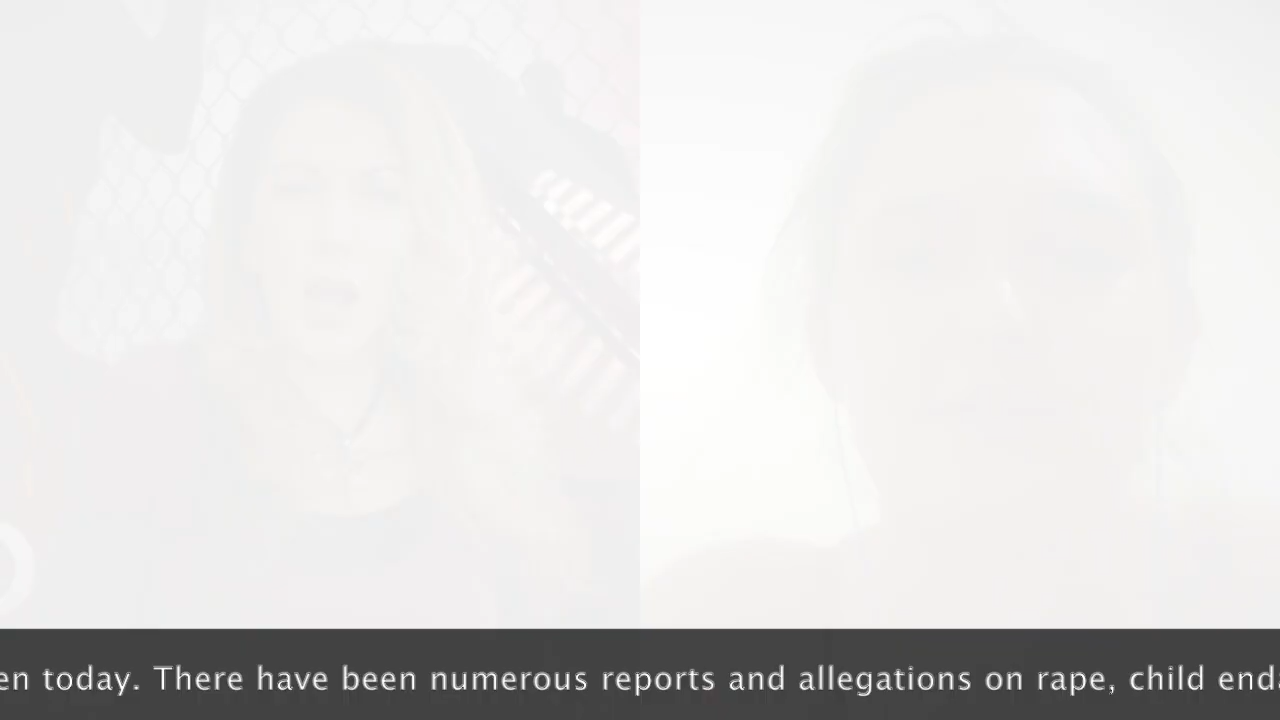 en today. There have been numerous reports and allegations on rape, child enda